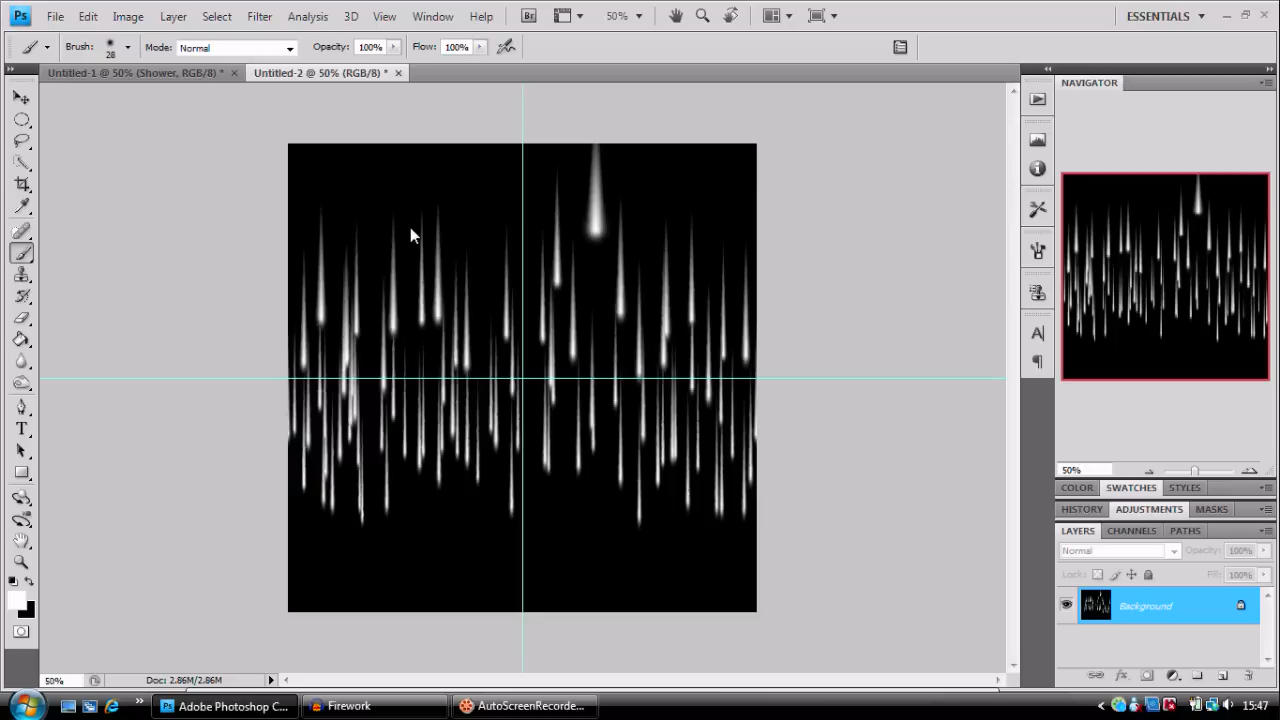 Ps File Edit Image Layer Select Filter Analysis 3D View Window Help Br 50% ESSENTIALS
Brush: 28 Mode: Normal Opacity: 100% Flow: 100%
Untitled-1 @ 50% (Shower, RGB/8) * Untitled-2 @ 50% (RGB/8) *
NAVIGATOR
50%
COLOR SWATCHES STYLES
HISTORY ADJUSTMENTS MASKS
LAYERS CHANNELS PATHS
Normal Opacity: 100%
Lock: Fill: 100%
Background
50% Doc: 2.86M/2.86M
Ps Adobe Photoshop C... Firework AutoScreenRecorde... 15:47